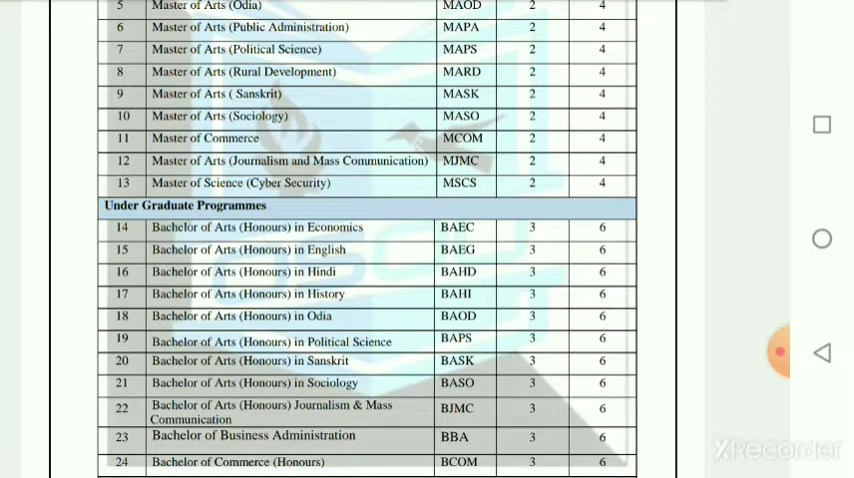 5 Master of Arts (Odia) MAOD 2 4
6 Master of Arts (Public Administration) MAPA 2 4
7 Master of Arts (Political Science) MAPS 2 4
8 Master of Arts (Rural Development) MARD 2 4
9 Master of Arts ( Sanskrit) MASK 2 4
10 Master of Arts (Sociology) MASO 2 4
11 Master of Commerce MCOM 2 4
12 Master of Arts (Journalism and Mass Communication) MJMC 2 4
13 Master of Science (Cyber Security) MSCS 2 4
Under Graduate Programmes
14 Bachelor of Arts (Honours) in Economics BAEC 3 6
15 Bachelor of Arts (Honours) in English BAEG 3 6
16 Bachelor of Arts (Honours) in Hindi BAHD 3 6
17 Bachelor of Arts (Honours) in History BAHI 3 6
18 Bachelor of Arts (Honours) in Odia BAOD 3 6
19 Bachelor of Arts (Honours) in Political Science BAPS 3 6
20 Bachelor of Arts (Honours) in Sanskrit BASK 3 6
21 Bachelor of Arts (Honours) in Sociology BASO 3 6
22 Bachelor of Arts (Honours) Journalism & Mass
Communication BJMC 3 6
23 Bachelor of Business Administration BBA 3 6
24 Bachelor of Commerce (Honours) BCOM 3 6
XRecorder